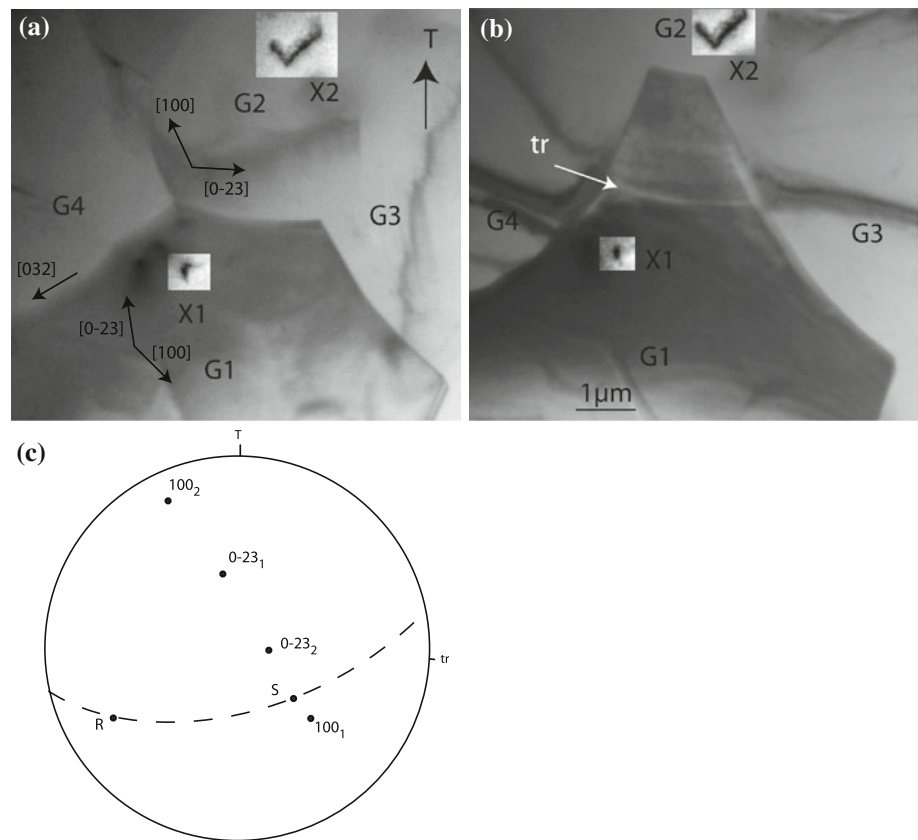 (a)
T
G2
X2
[100]
[0-23]
G4
G3
[032]
X1
[0-23]
[100]
G1
(b)
G2
X2
tr
G4
G3
X1
G1
1μm
(c)
T
100₂
0-23₁
0-23₂
tr
S
R
100₁